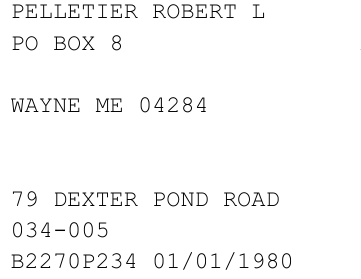 PELLETIER ROBERT L
PO BOX 8
WAYNE ME 04284
79 DEXTER POND ROAD
034-005
B2270P234 01/01/1980